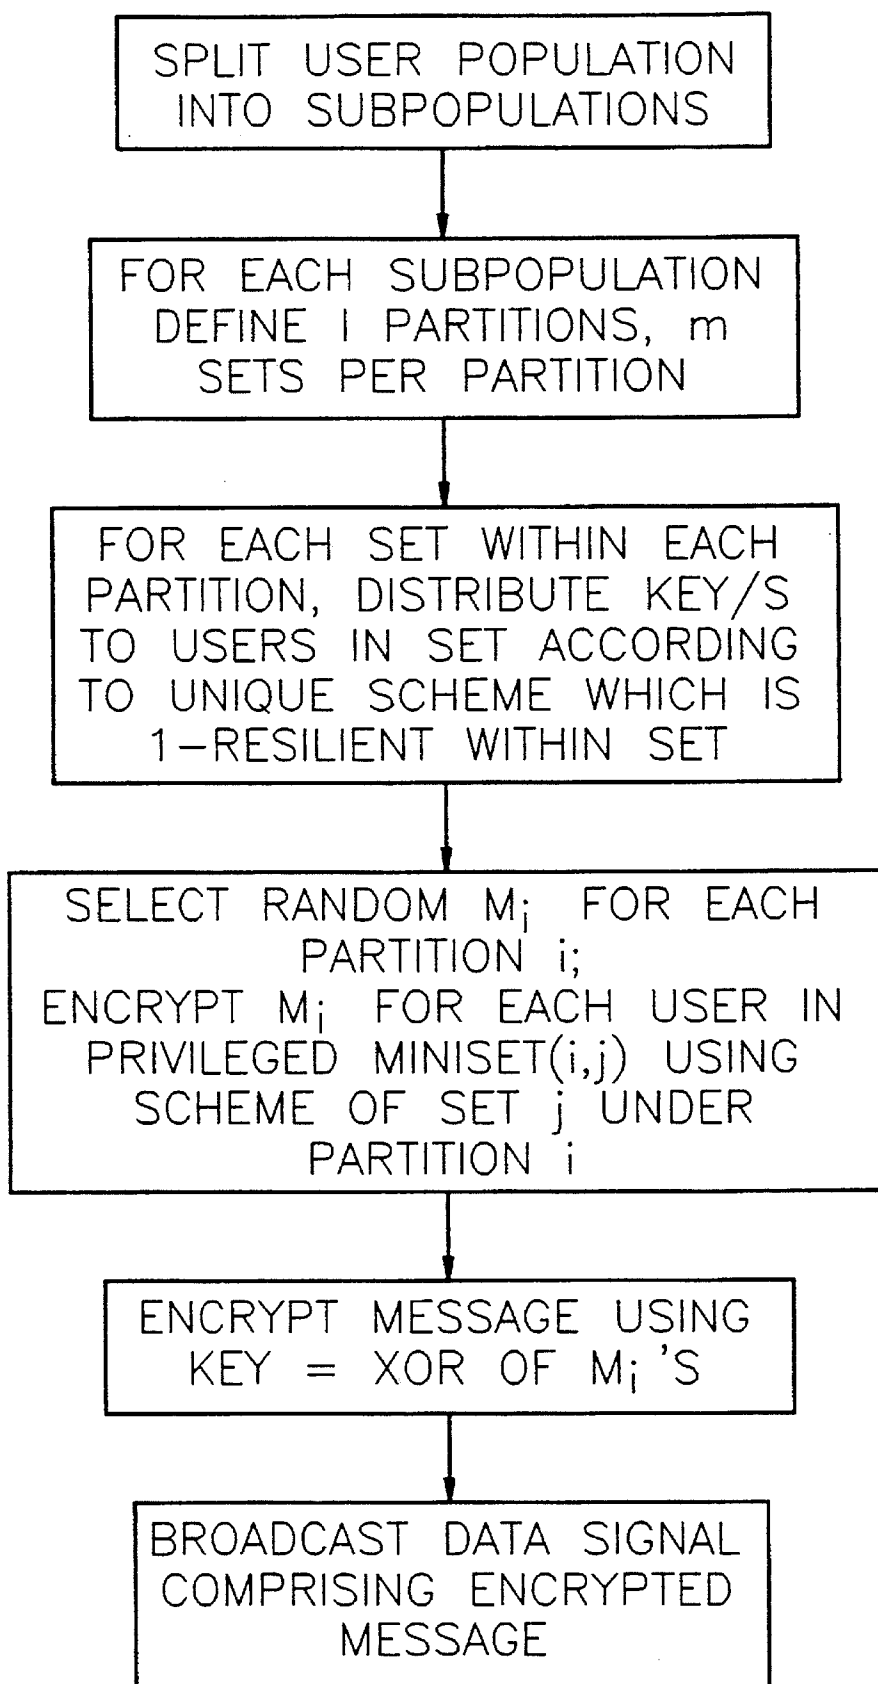 SPLIT USER POPULATION
INTO SUBPOPULATIONS
FOR EACH SUBPOPULATION
DEFINE l PARTITIONS, m
SETS PER PARTITION
FOR EACH SET WITHIN EACH
PARTITION, DISTRIBUTE KEY/S
TO USERS IN SET ACCORDING
TO UNIQUE SCHEME WHICH IS
1-RESILIENT WITHIN SET
SELECT RANDOM Mi FOR EACH
PARTITION i;
ENCRYPT Mi FOR EACH USER IN
PRIVILEGED MINISET(i,j) USING
SCHEME OF SET j UNDER
PARTITION i
ENCRYPT MESSAGE USING
KEY = XOR OF Mi'S
BROADCAST DATA SIGNAL
COMPRISING ENCRYPTED
MESSAGE